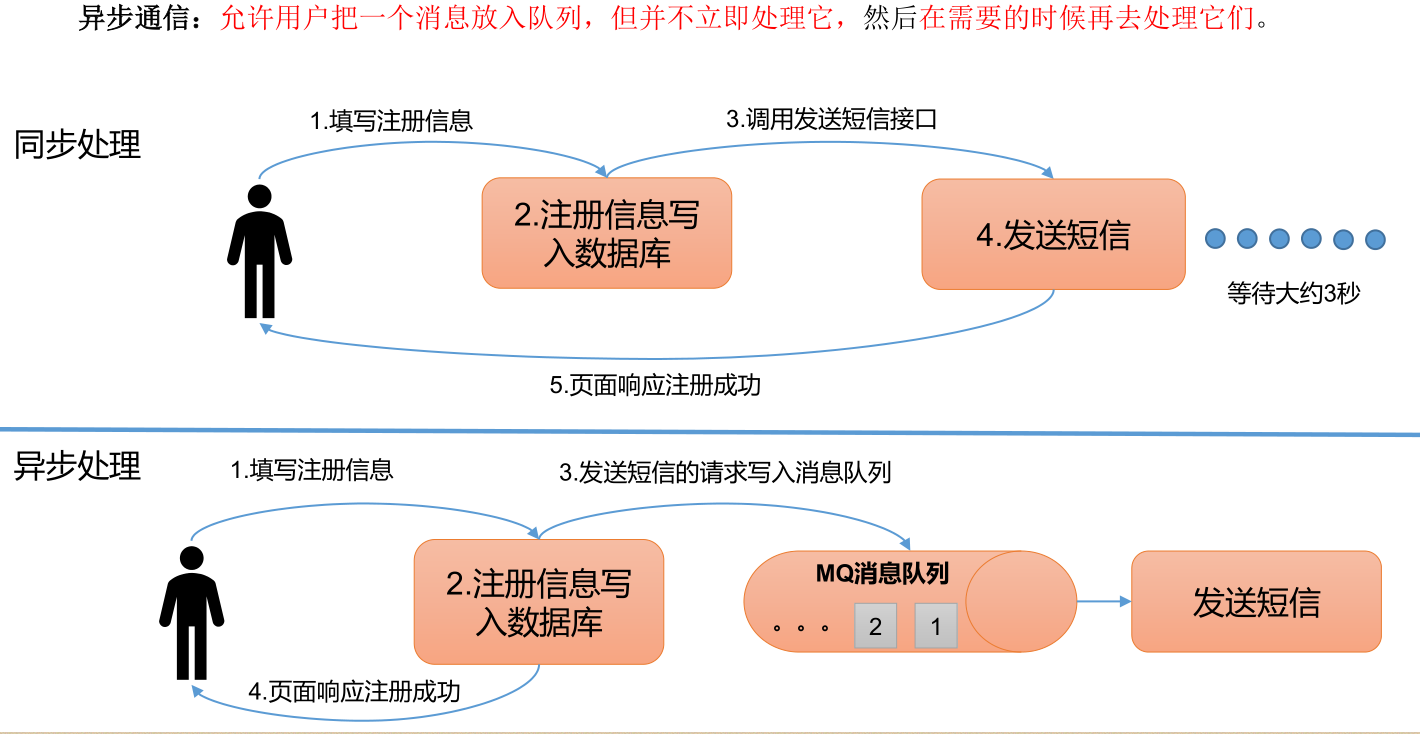 异步通信：允许用户把一个消息放入队列，但并不立即处理它，然后在需要的时候再去处理它们。
同步处理
1.填写注册信息
3.调用发送短信接口
2.注册信息写
入数据库
4.发送短信
等待大约3秒
5.页面响应注册成功
异步处理
1.填写注册信息
3.发送短信的请求写入消息队列
2.注册信息写
入数据库
MQ消息队列
。。。 2 1
发送短信
4.页面响应注册成功